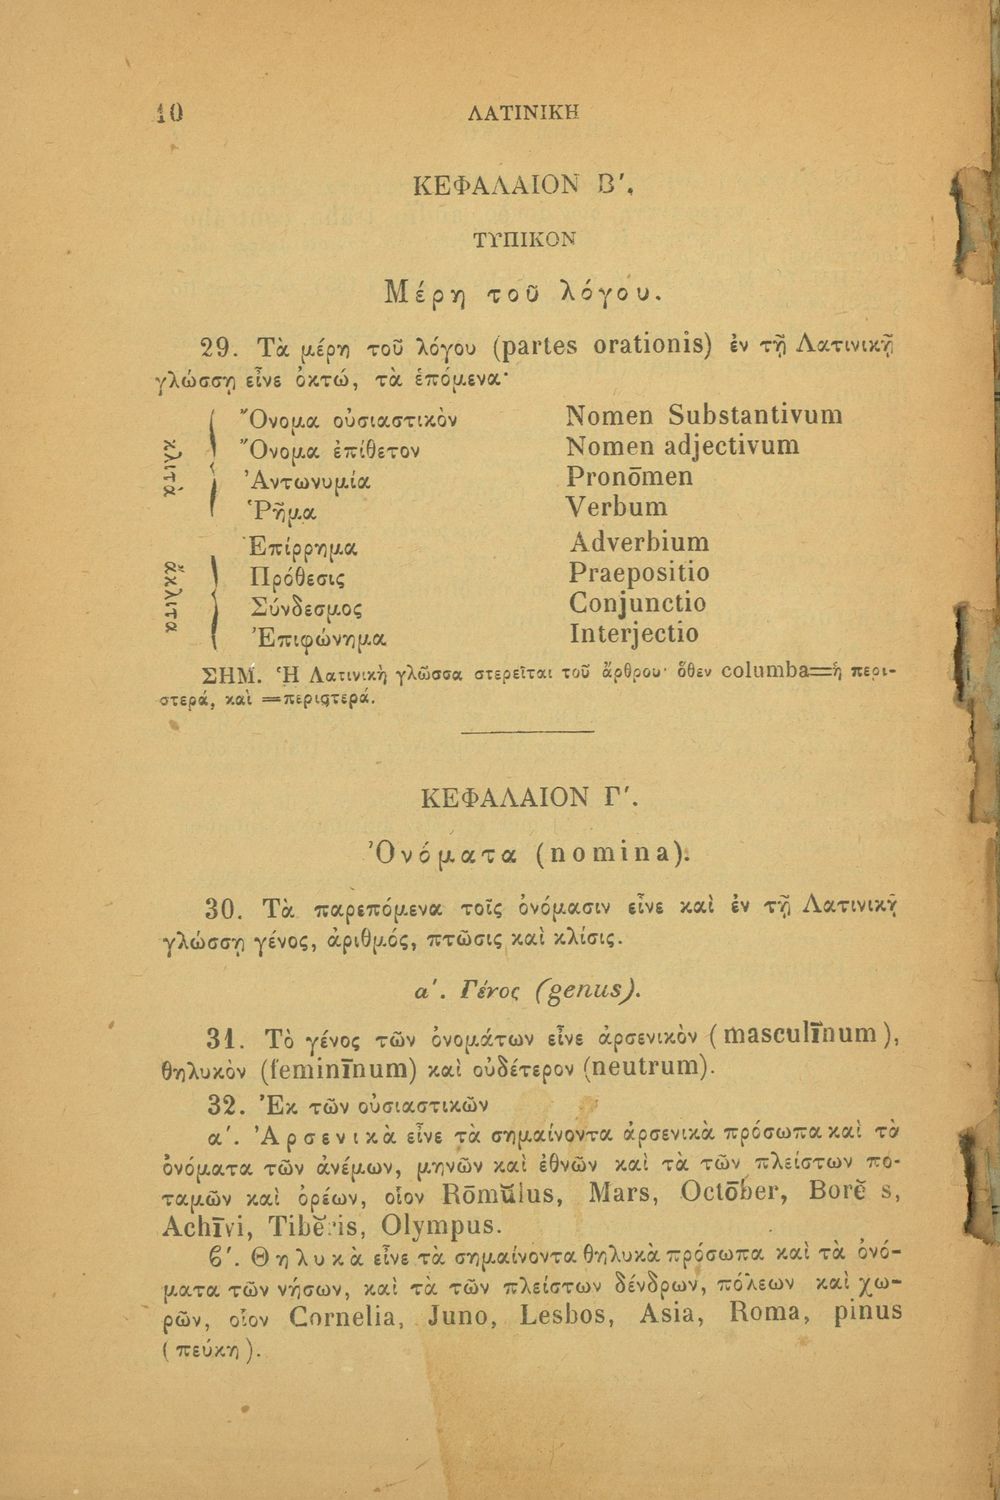 10 ΛΑΤΙΝΙΚΗ
ΚΕΦΑΛΑΙΟΝ Β′.
ΤΥΠΙΚΟΝ
Μέρη τοῦ λόγου.
29. Τὰ μέρη τοῦ λόγου (partes orationis) ἐν τῇ Λατινικῇ
γλώσσῃ εἶνε ὀκτώ, τὰ ἑπόμενα·
κλιτὰ
Ὄνομα οὐσιαστικὸν Nomen Substantivum
Ὄνομα ἐπίθετον Nomen adjectivum
Ἀντωνυμία Pronōmen
Ῥῆμα Verbum
ἄκλιτα
Ἐπίρρημα Adverbium
Πρόθεσις Praepositio
Σύνδεσμος Conjunctio
Ἐπιφώνημα Interjectio
ΣΗΜ. Ἡ Λατινικὴ γλῶσσα στερεῖται τοῦ ἄρθρου· ὅθεν columba=ἡ περι-
στερά, καὶ =περιστερά.
ΚΕΦΑΛΑΙΟΝ Γ′.
Ὀνόματα (nomina).
30. Τὰ παρεπόμενα τοῖς ὀνόμασιν εἶνε καὶ ἐν τῇ Λατινικῇ
γλώσσῃ γένος, ἀριθμός, πτῶσις καὶ κλίσις.
α′. Γένος (genus).
31. Τὸ γένος τῶν ὀνομάτων εἶνε ἀρσενικὸν (masculīnum),
θηλυκὸν (feminīnum) καὶ οὐδέτερον (neutrum).
32. Ἐκ τῶν οὐσιαστικῶν
α′. Ἀρσενικὰ εἶνε τὰ σημαίνοντα ἀρσενικὰ πρόσωπα καὶ τὰ
ὀνόματα τῶν ἀνέμων, μηνῶν καὶ ἐθνῶν καὶ τὰ τῶν πλείστων πο-
ταμῶν καὶ ὀρέων, οἷον Rōmŭlus, Mars, Octōber, Borĕ s,
Achīvi, Tibĕris, Olympus.
ϐ′. Θηλυκὰ εἶνε τὰ σημαίνοντα θηλυκὰ πρόσωπα καὶ τὰ ὀνό-
ματα τῶν νήσων, καὶ τὰ τῶν πλείστων δένδρων, πόλεων καὶ χω-
ρῶν, οἷον Cornelia, Juno, Lesbos, Asia, Roma, pinus
(πεύκη).